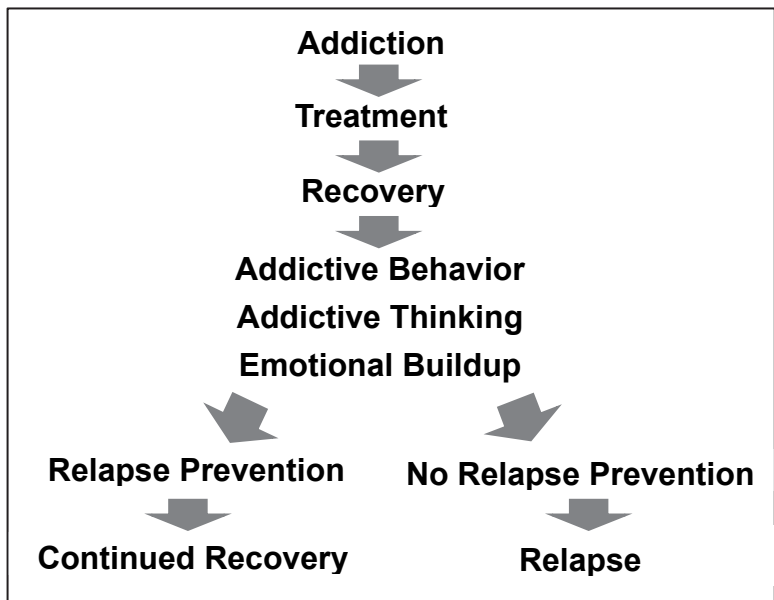 Addiction
Treatment
Recovery
Addictive Behavior
Addictive Thinking
Emotional Buildup
Relapse Prevention
No Relapse Prevention
Continued Recovery
Relapse